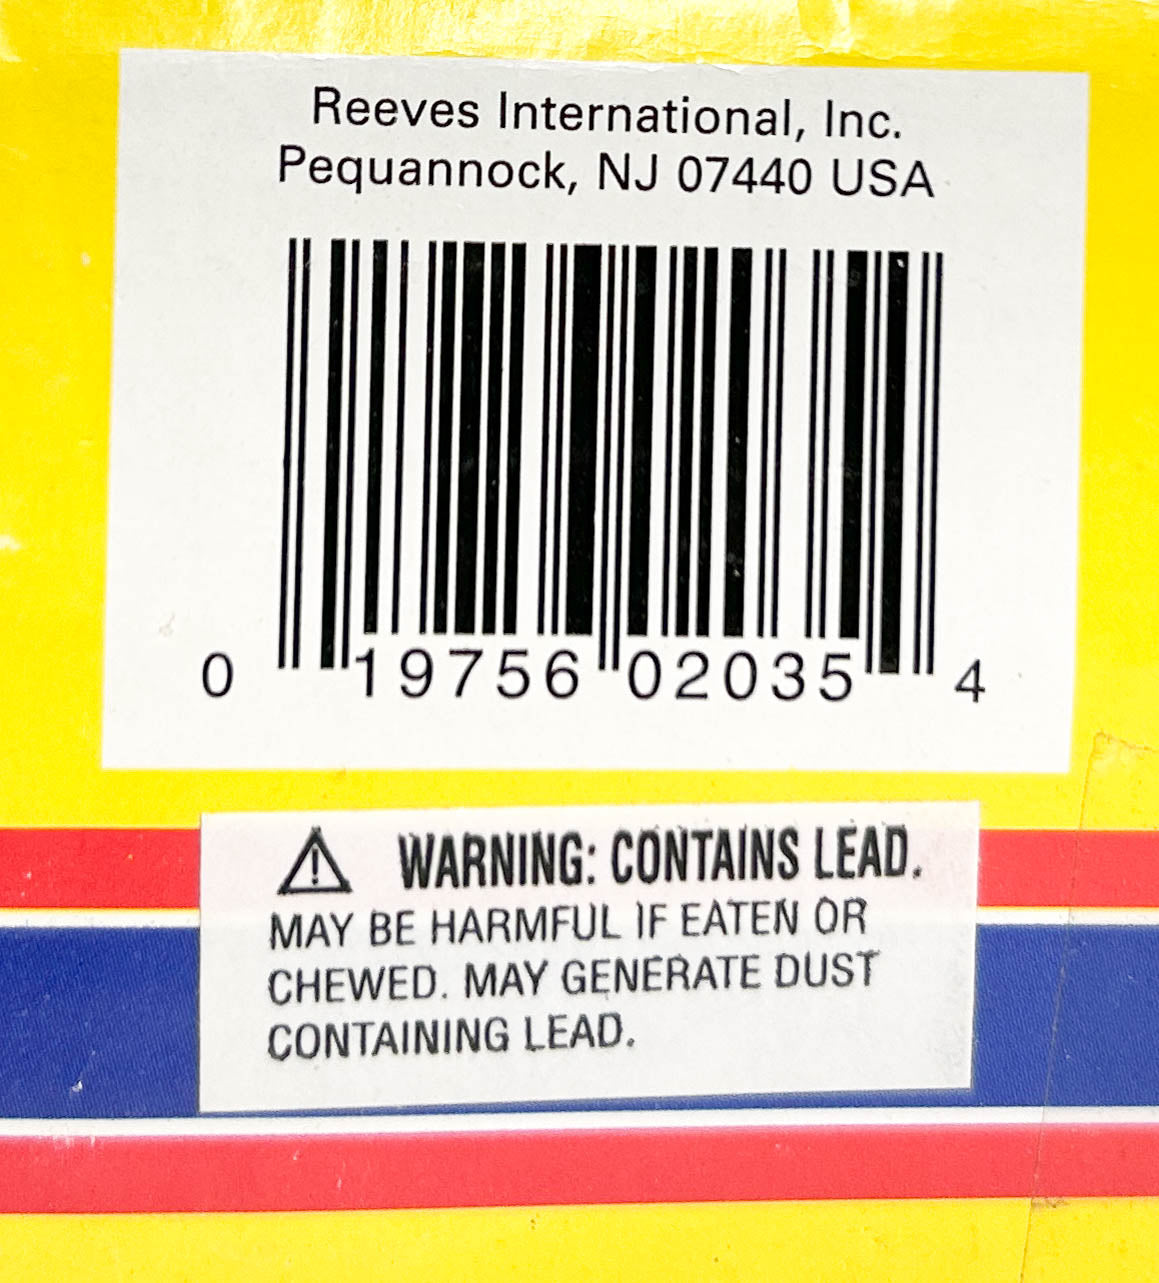 Reeves International, Inc.
Pequannock, NJ 07440 USA
0 19756 02035 4
WARNING: CONTAINS LEAD.
MAY BE HARMFUL IF EATEN OR
CHEWED. MAY GENERATE DUST
CONTAINING LEAD.